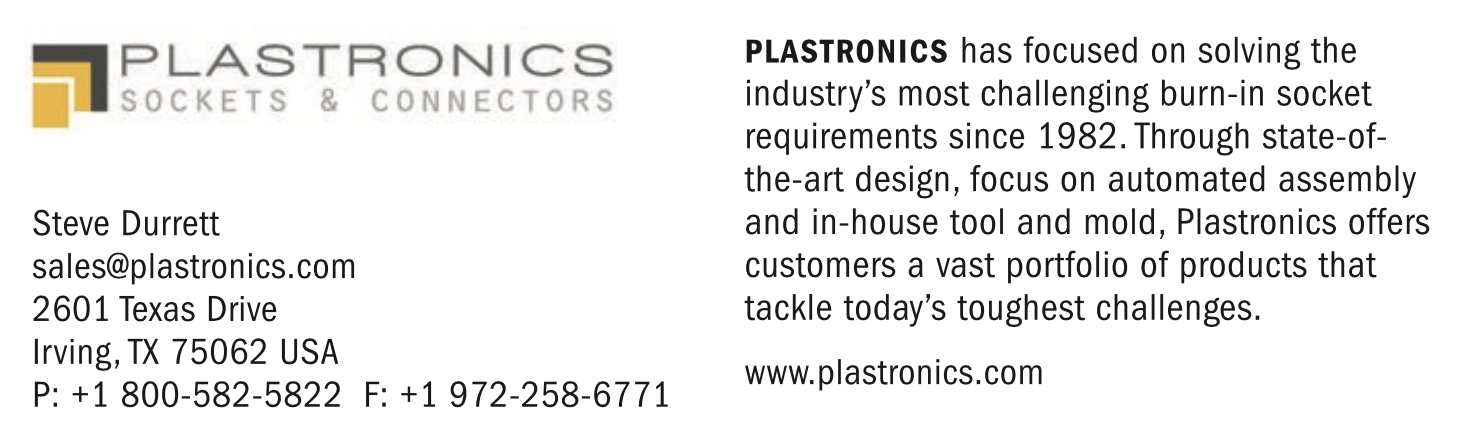 PLASTRONICS
SOCKETS & CONNECTORS
Steve Durrett
sales@plastronics.com
2601 Texas Drive
Irving, TX 75062 USA
P: +1 800-582-5822 F: +1 972-258-6771
PLASTRONICS has focused on solving the
industry’s most challenging burn-in socket
requirements since 1982. Through state-of-
the-art design, focus on automated assembly
and in-house tool and mold, Plastronics offers
customers a vast portfolio of products that
tackle today’s toughest challenges.
www.plastronics.com